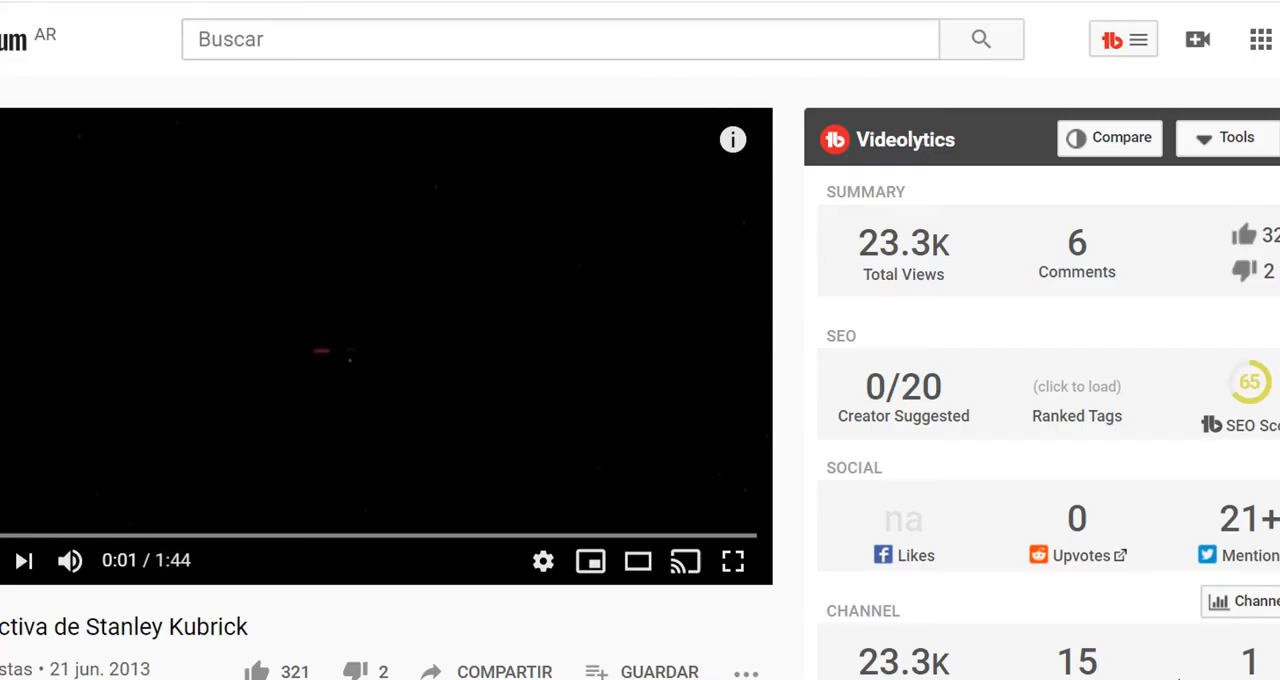 um AR
Buscar
Videolytics
Compare
Tools
SUMMARY
23.3K
6
32
Total Views
Comments
2
SEO
0/20
(click to load)
65
Creator Suggested
Ranked Tags
SEO Sco
SOCIAL
na
0
21+
Likes
Upvotes
Mention
0:01 / 1:44
CHANNEL
Channe
ctiva de Stanley Kubrick
23.3K
15
1
stas • 21 jun. 2013
321
2
COMPARTIR
GUARDAR